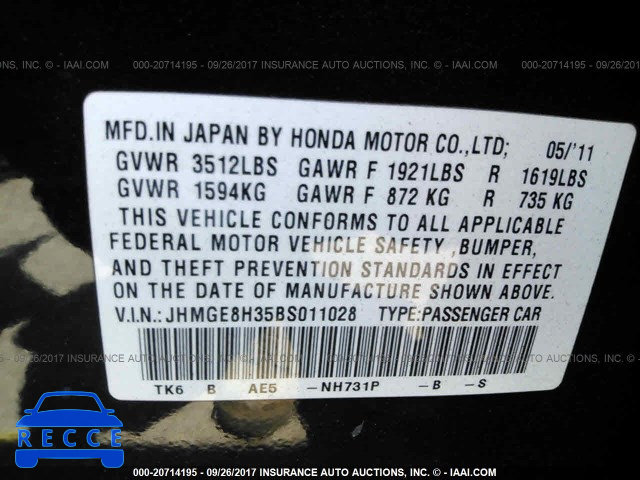 000-20714195 - 09/26/2017 INSURANCE AUTO AUCTIONS, INC. © - IAAI.COM
MFD.IN JAPAN BY HONDA MOTOR CO.,LTD; 05/'11
GVWR 3512LBS GAWR F 1921LBS R 1619LBS
GVWR 1594KG GAWR F 872 KG R 735 KG
THIS VEHICLE CONFORMS TO ALL APPLICABLE
FEDERAL MOTOR VEHICLE SAFETY ,BUMPER,
AND THEFT PREVENTION STANDARDS IN EFFECT
ON THE DATE OF MANUFACTURE SHOWN ABOVE.
V.I.N.:JHMGE8H35BS011028 TYPE:PASSENGER CAR
TK6 B AE5 -NH731P -B -S
RECCE
000-20714195 - 09/26/2017 INSURANCE AUTO AUCTIONS, INC. © - IAAI.COM